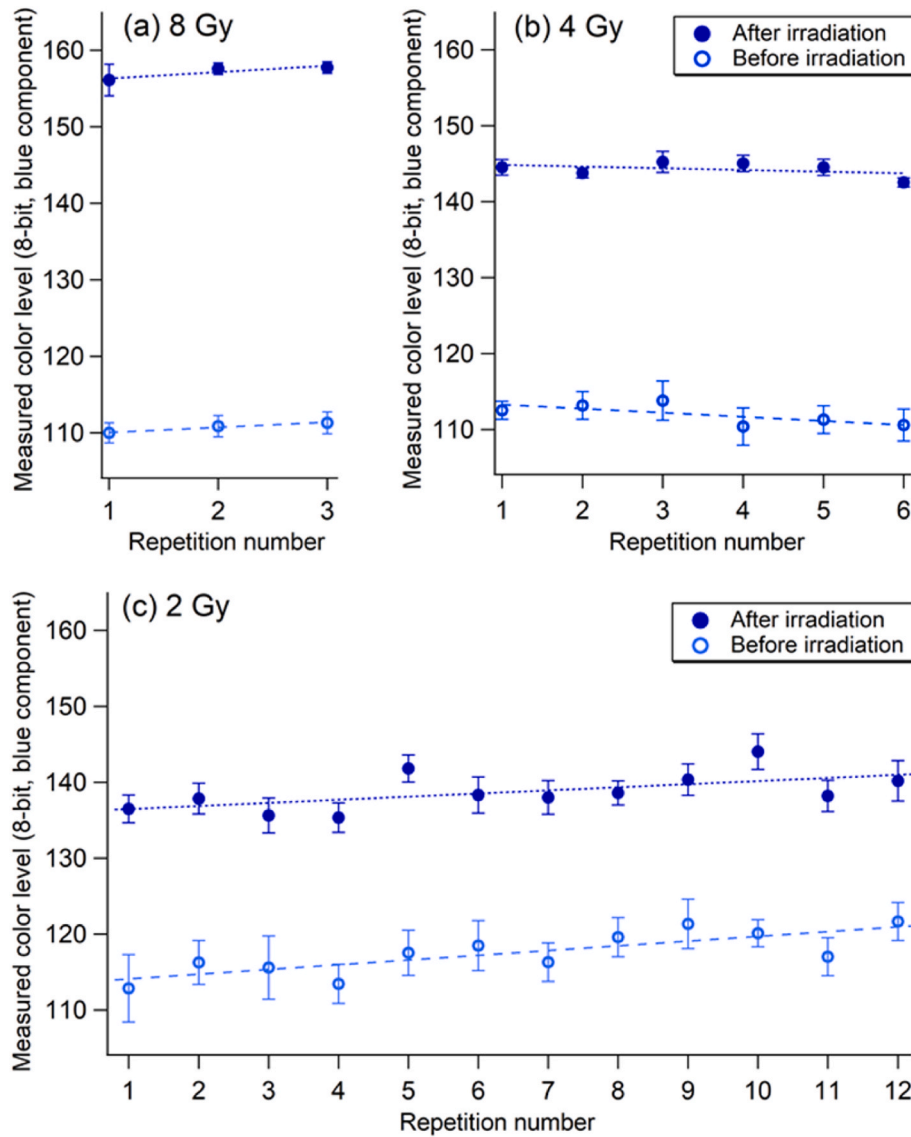 (a) 8 Gy
160
150
140
130
120
110
Measured color level (8-bit, blue component)
1 2 3
Repetition number
(b) 4 Gy
After irradiation
Before irradiation
160
150
140
130
120
110
Measured color level (8-bit, blue component)
1 2 3 4 5 6
Repetition number
(c) 2 Gy
After irradiation
Before irradiation
160
150
140
130
120
110
Measured color level (8-bit, blue component)
1 2 3 4 5 6 7 8 9 10 11 12
Repetition number